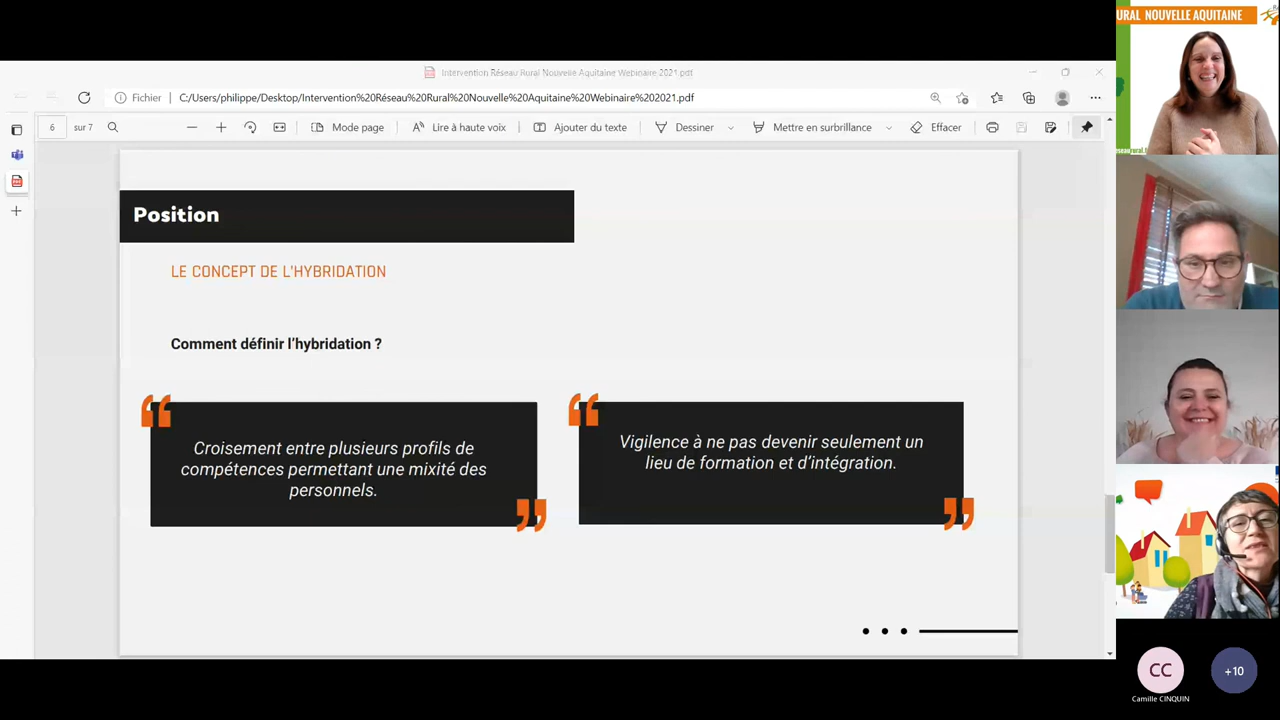 Intervention Réseau Rural Nouvelle Aquitaine Webinaire 2021.pdf
Fichier C:/Users/philippe/Desktop/Intervention%20Réseau%20Rural%20Nouvelle%20Aquitaine%20Webinaire%202021.pdf
6 sur 7 Mode page Lire à haute voix Ajouter du texte Dessiner Mettre en surbrillance Effacer
Position
LE CONCEPT DE L'HYBRIDATION
Comment définir l'hybridation ?
Croisement entre plusieurs profils de
compétences permettant une mixité des
personnels.
Vigilence à ne pas devenir seulement un
lieu de formation et d'intégration.
URAL NOUVELLE AQUITAINE
CC
Camille CINQUIN
+10